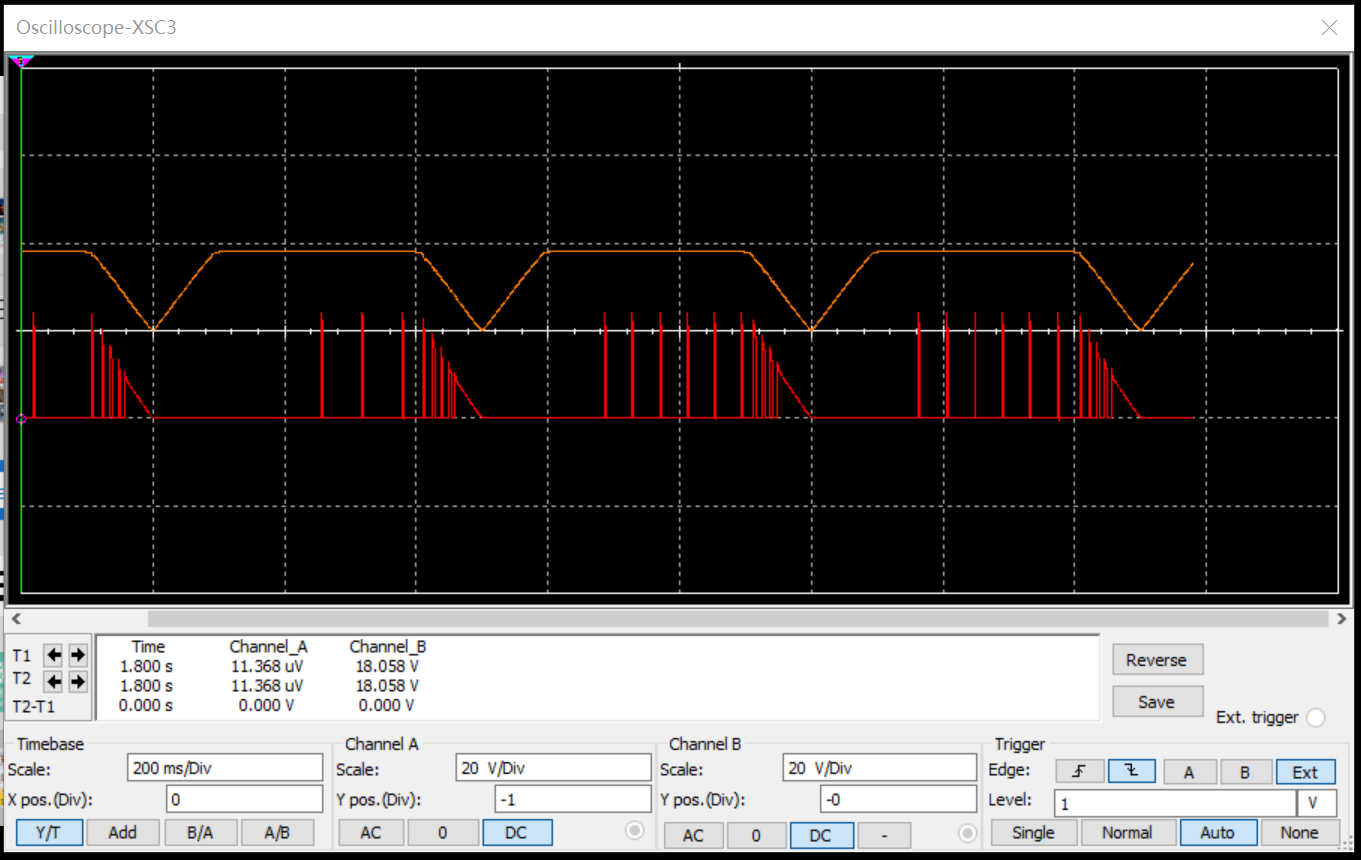 Oscilloscope-XSC3
T1
T2
T2-T1
Time Channel_A Channel_B
1.800 s 11.368 uV 18.058 V
1.800 s 11.368 uV 18.058 V
0.000 s 0.000 V 0.000 V
Reverse
Save
Ext. trigger
Timebase
Scale: 200 ms/Div
X pos.(Div): 0
Y/T Add B/A A/B
Channel A
Scale: 20 V/Div
Y pos.(Div): -1
AC 0 DC
Channel B
Scale: 20 V/Div
Y pos.(Div): -0
AC 0 DC -
Trigger
Edge: A B Ext
Level: 1 V
Single Normal Auto None